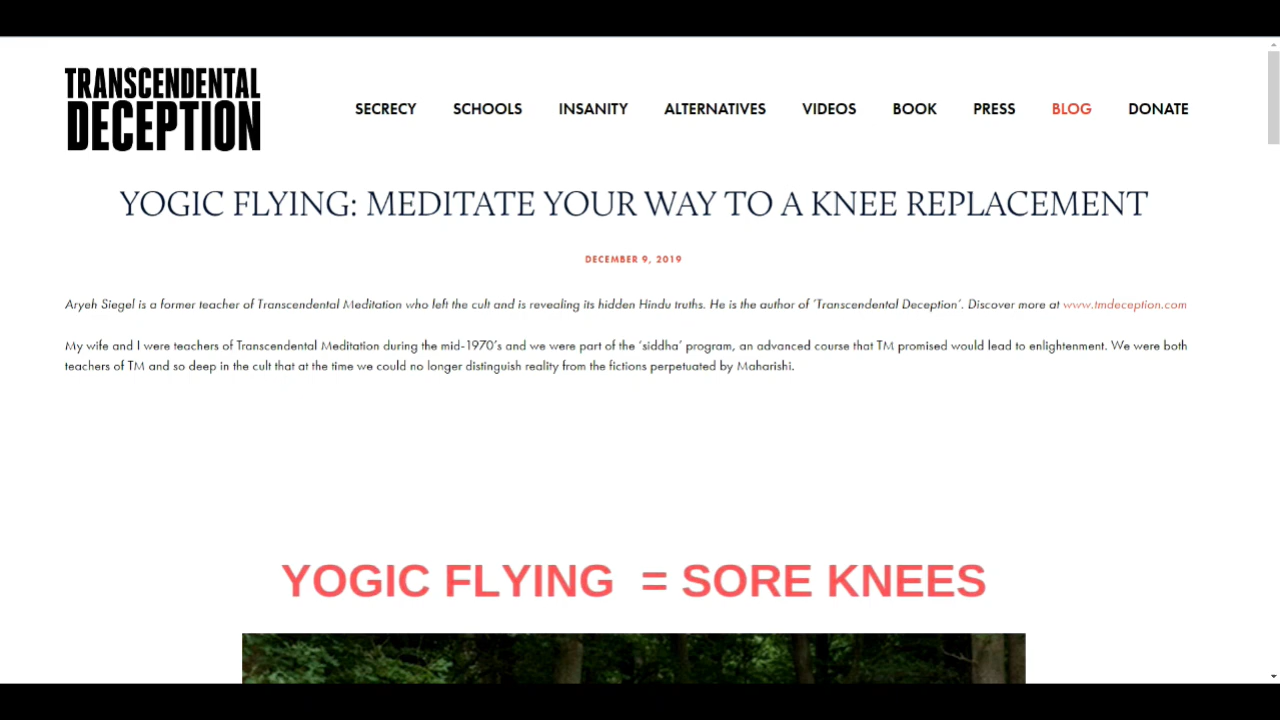 TRANSCENDENTAL
DECEPTION
SECRECY SCHOOLS INSANITY ALTERNATIVES VIDEOS BOOK PRESS BLOG DONATE
YOGIC FLYING: MEDITATE YOUR WAY TO A KNEE REPLACEMENT
DECEMBER 9, 2019
Aryeh Siegel is a former teacher of Transcendental Meditation who left the cult and is revealing its hidden Hindu truths. He is the author of 'Transcendental Deception'. Discover more at www.tmdeception.com
My wife and I were teachers of Transcendental Meditation during the mid-1970's and we were part of the 'siddha' program, an advanced course that TM promised would lead to enlightenment. We were both
teachers of TM and so deep in the cult that at the time we could no longer distinguish reality from the fictions perpetuated by Maharishi.
YOGIC FLYING = SORE KNEES